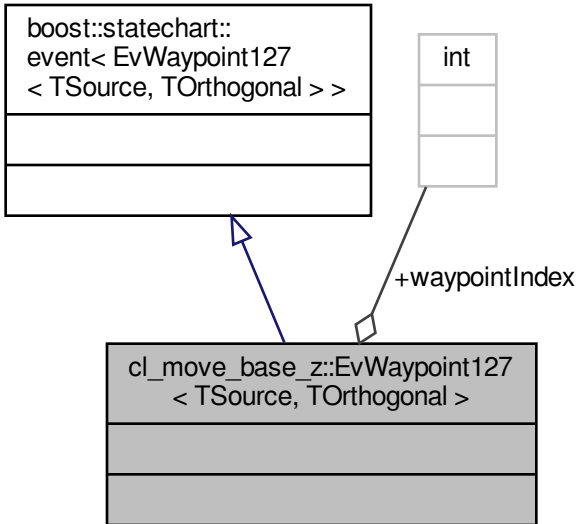 boost::statechart::
event< EvWaypoint127
< TSource, TOrthogonal > >
int
+waypointIndex
cl_move_base_z::EvWaypoint127
< TSource, TOrthogonal >